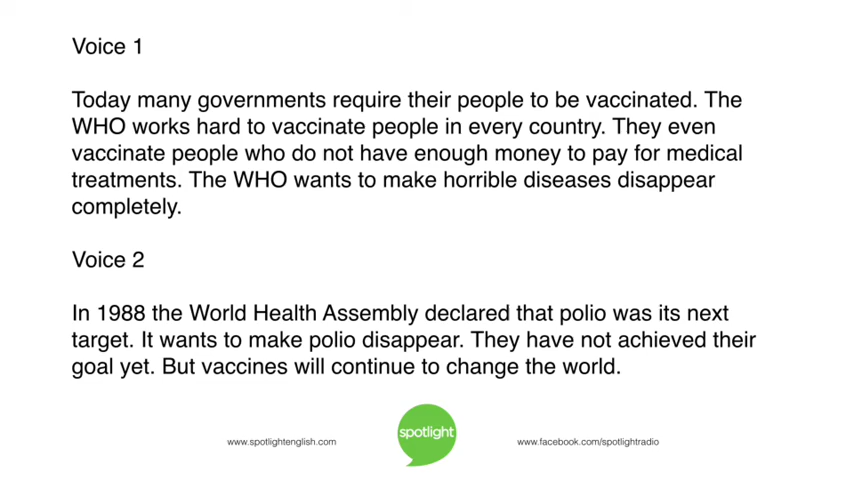 Voice 1
Today many governments require their people to be vaccinated. The
WHO works hard to vaccinate people in every country. They even
vaccinate people who do not have enough money to pay for medical
treatments. The WHO wants to make horrible diseases disappear
completely.
Voice 2
In 1988 the World Health Assembly declared that polio was its next
target. It wants to make polio disappear. They have not achieved their
goal yet. But vaccines will continue to change the world.
www.spotlightenglish.com
spotlight
www.facebook.com/spotlightradio